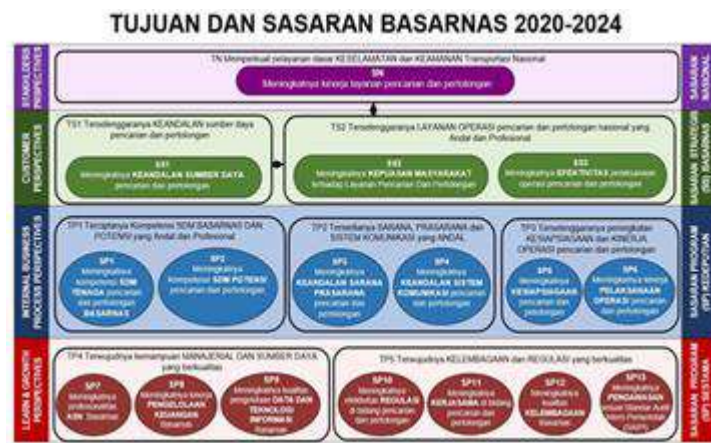 TUJUAN DAN SASARAN BASARNAS 2020-2024
STAKHOLDERS
PERSPECTIVES
TN Memperkuat pelayanan dasar KESELAMATAN dan KEAMANAN Transportasi Nasional
SN
Meningkatnya kinerja layanan pencarian dan pertolongan
SASARAN
NASIONAL
CUSTOMER
PERSPECTIVES
TS1 Terselenggaranya KEANDALAN sumber daya
pencarian dan pertolongan
SS1
Meningkatnya KEANDALAN SUMBER DAYA
pencarian dan pertolongan
TS2 Terselenggaranya LAYANAN OPERASI pencarian dan pertolongan nasional yang
Andal dan Profesional
SS2
Meningkatnya KEPUASAN MASYARAKAT
terhadap Layanan Pencarian Dan Pertolongan
SS3
Meningkatnya EFEKTIVITAS pelaksanaan
operasi pencarian dan pertolongan
SASARAN STRATEGIS
(SS) BASARNAS
INTERNAL BUSINESS
PROCESS PERSPECTIVES
TP1 Terciptanya Kompetensi SDM BASARNAS DAN
POTENSI yang Andal dan Profesional
SP1
Meningkatnya
kompetensi SDM
TENAGA pencarian
dan pertolongan
BASARNAS
SP2
Meningkatnya
kompetensi SDM POTENSI
pencarian dan pertolongan
TP2 Tersedianya SARANA, PRASARANA dan
SISTEM KOMUNIKASI yang ANDAL
SP3
Meningkatnya
KEANDALAN SARANA
PRASARANA
pencarian dan
pertolongan
SP4
Meningkatnya
KEANDALAN SISTEM
KOMUNIKASI pencarian
dan pertolongan
TP3 Terselenggaranya peningkatan
KESIAPSIAGAAN dan KINERJA
OPERASI pencarian dan pertolongan
SP5
Meningkatnya
KESIAPSIAGAAN
pencarian dan
pertolongan
SP6
Meningkatnya kinerja
PELAKSANAAN
OPERASI pencarian
dan pertolongan
SASARAN PROGRAM
(SP) KEDEPUTIAN
LEARN & GROWTH
PERSPECTIVES
TP4 Terwujudnya kemampuan MANAJERIAL DAN SUMBER DAYA
yang berkualitas
SP7
Meningkatnya
profesionalitas
ASN Basarnas
SP8
Meningkatnya kinerja
PENGELOLAAN
KEUANGAN Basarnas
SP9
Meningkatnya kualitas
pengelolaan DATA DAN
TEKNOLOGI
INFORMASI
Basarnas
TP5 Terwujudnya KELEMBAGAAN dan REGULASI yang berkualitas
SP10
Meningkatnya
efektivitas REGULASI
di bidang pencarian
dan pertolongan
SP11
Meningkatnya
KERJASAMA di bidang
pencarian dan
pertolongan
SP12
Meningkatnya
kualitas
KELEMBAGAAN
Basarnas
SP13
Meningkatnya
PENGAWASAN
sesuai Standar Audit
Intern Pemerintah
SASARAN PROGRAM
(SP) SESTAMA